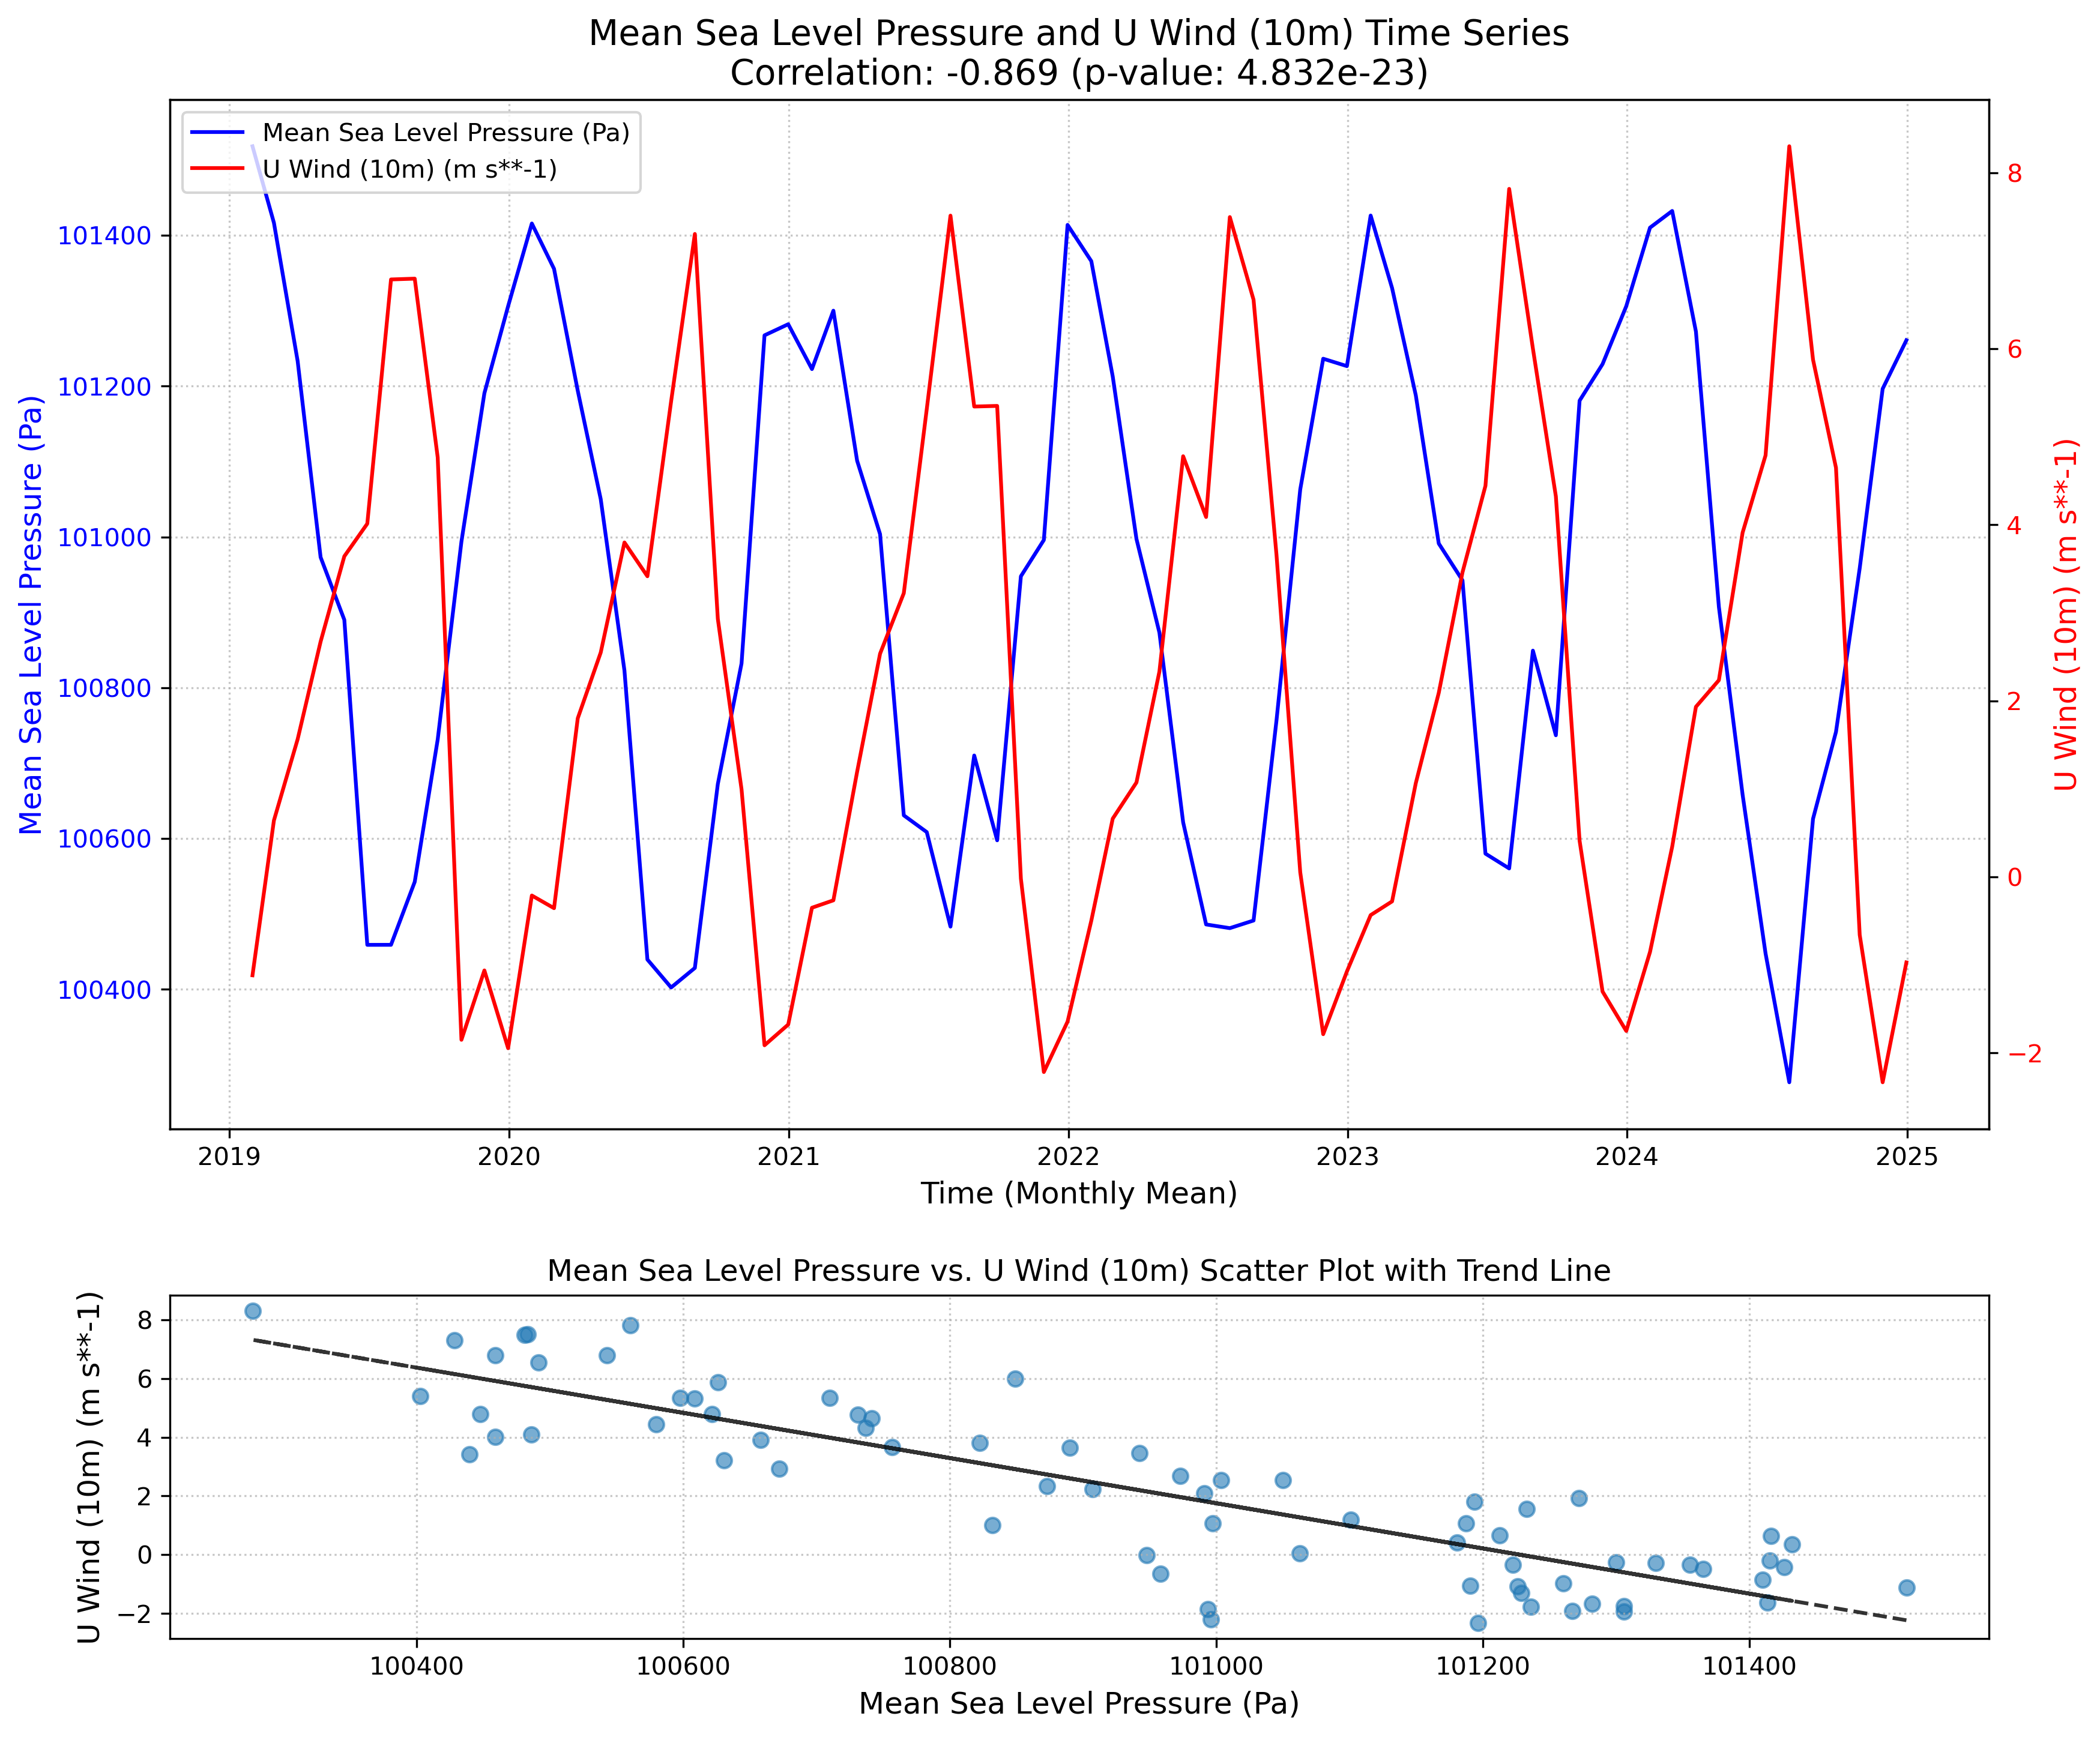 Mean Sea Level Pressure and U Wind (10m) Time Series
Correlation: -0.869 (p-value: 4.832e-23)
Mean Sea Level Pressure (Pa)
U Wind (10m) (m s**-1)
Mean Sea Level Pressure (Pa)
101400
101200
101000
100800
100600
100400
8
6
4
2
0
−2
U Wind (10m) (m s**-1)
2019 2020 2021 2022 2023 2024 2025
Time (Monthly Mean)
Mean Sea Level Pressure vs. U Wind (10m) Scatter Plot with Trend Line
U Wind (10m) (m s**-1)
8
6
4
2
0
−2
100400 100600 100800 101000 101200 101400
Mean Sea Level Pressure (Pa)